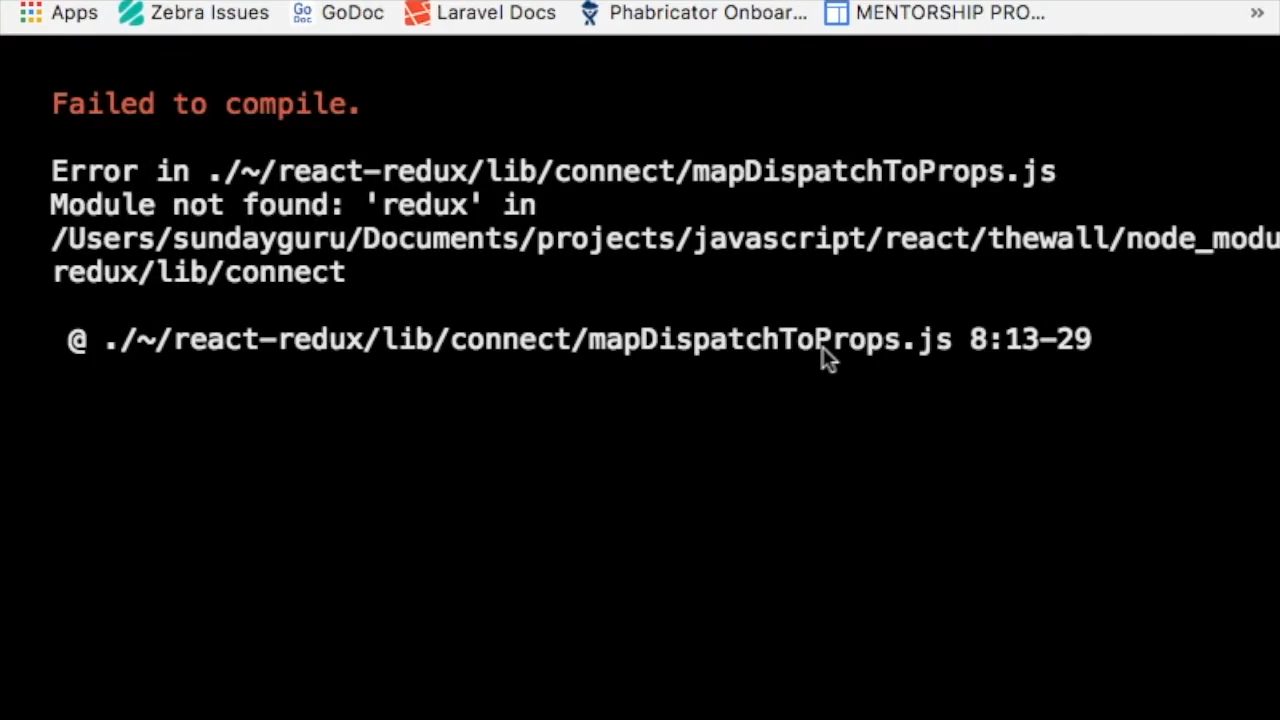 Apps Zebra Issues Go Doc GoDoc Laravel Docs Phabricator Onboar... MENTORSHIP PRO... »
Failed to compile.
Error in ./~/react-redux/lib/connect/mapDispatchToProps.js
Module not found: 'redux' in
/Users/sundayguru/Documents/projects/javascript/react/thewall/node_modu
redux/lib/connect
@ ./~/react-redux/lib/connect/mapDispatchToProps.js 8:13-29